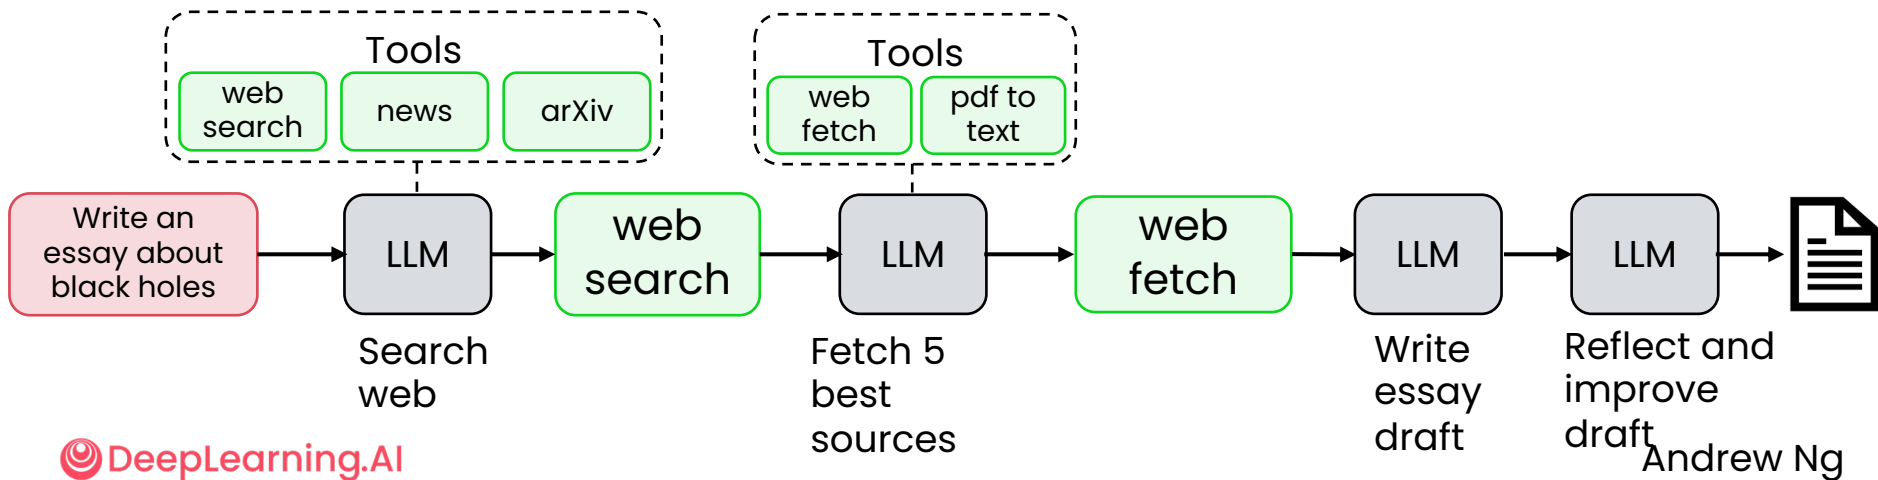 Tools
web
search
news
arXiv
Tools
web
fetch
pdf to
text
Write an
essay about
black holes
LLM
web
search
LLM
web
fetch
LLM
LLM
Search
web
Fetch 5
best
sources
Write
essay
draft
Reflect and
improve
draft
DeepLearning.AI
Andrew Ng